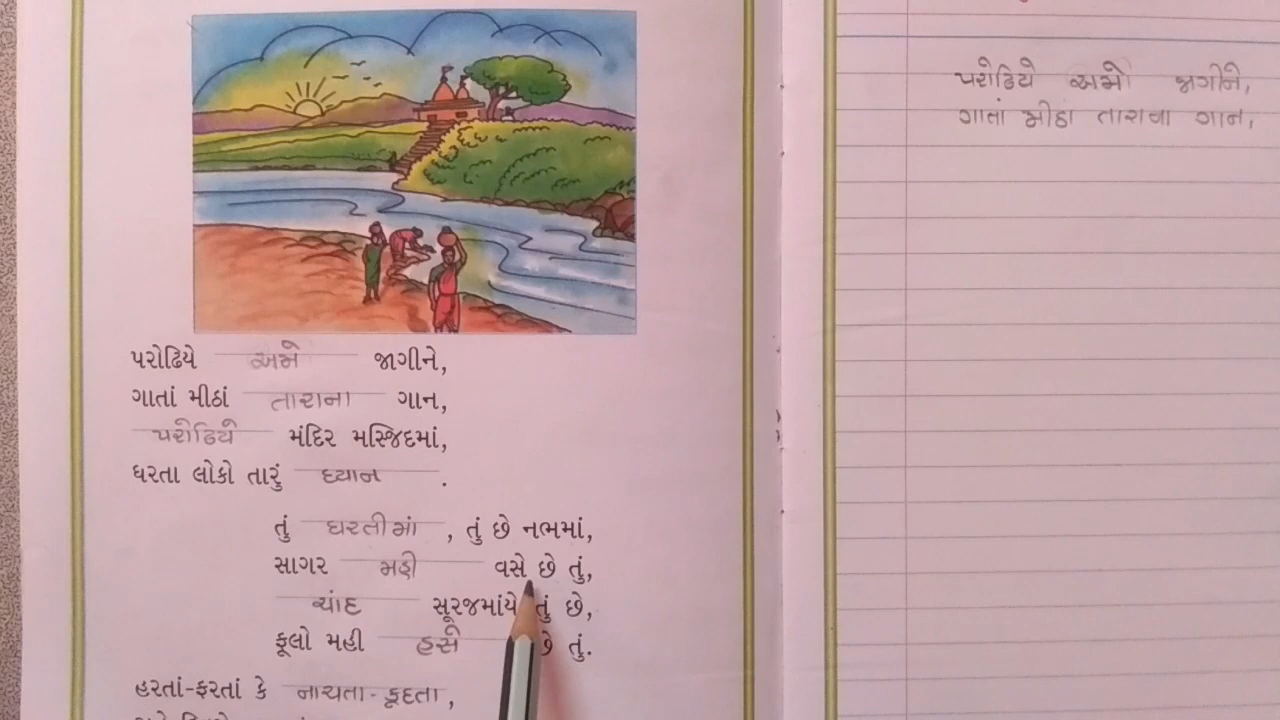 પરોઢિયે અમે જાગીને,
ગાતાં મીઠાં તારાના ગાન,
પરોઢિયે મંદિર મસ્જિદમાં,
ધરતા લોકો તારું ધ્યાન .
તું ધરતીમાં , તું છે નભમાં,
સાગર મહી વસે છે તું,
ચાંદ સૂરજમાંયે તું છે,
ફૂલો મહી હસે છે તું.
હરતાં-ફરતાં કે નાચતા-કૂદતા,
પરોઢિયે અમે જાગીને,
ગાતાં મીઠા તારાના ગાન,